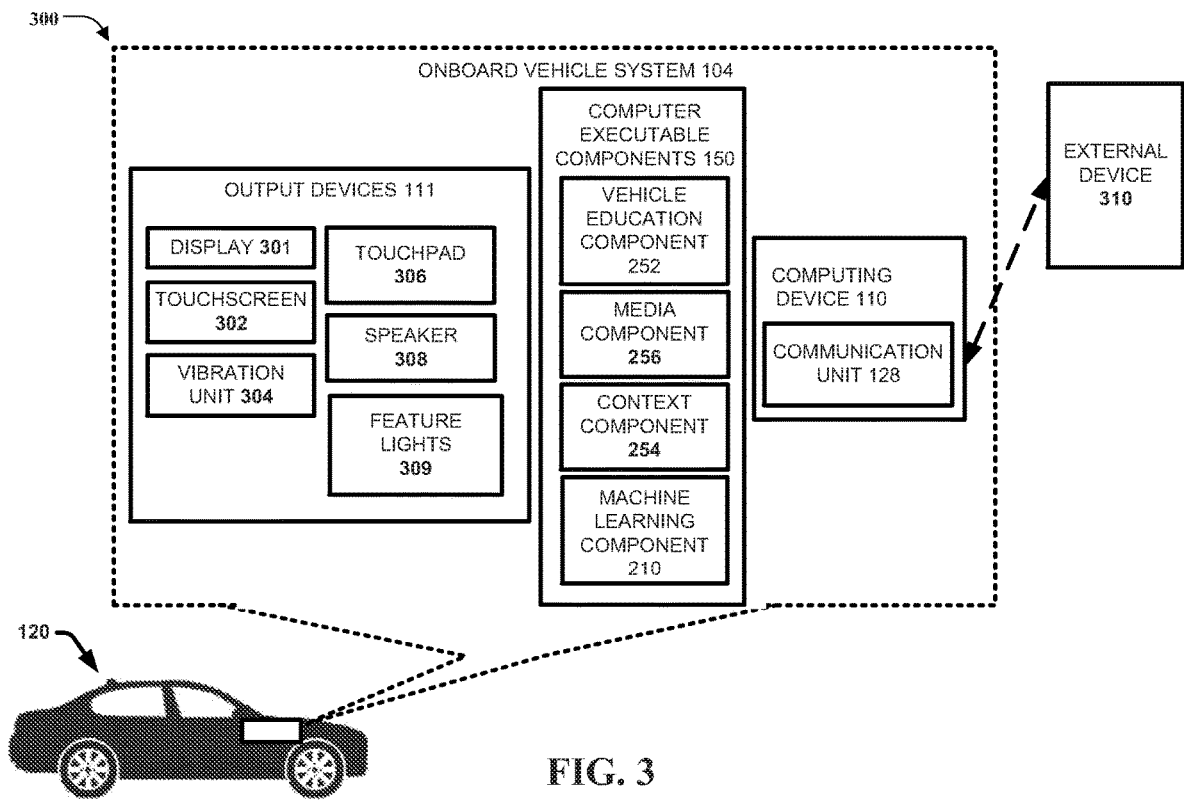 300
ONBOARD VEHICLE SYSTEM 104
OUTPUT DEVICES 111
DISPLAY 301
TOUCHSCREEN
302
VIBRATION
UNIT 304
TOUCHPAD
306
SPEAKER
308
FEATURE
LIGHTS
309
COMPUTER
EXECUTABLE
COMPONENTS 150
VEHICLE
EDUCATION
COMPONENT
252
MEDIA
COMPONENT
256
CONTEXT
COMPONENT
254
MACHINE
LEARNING
COMPONENT
210
COMPUTING
DEVICE 110
COMMUNICATION
UNIT 128
EXTERNAL
DEVICE
310
120
FIG. 3